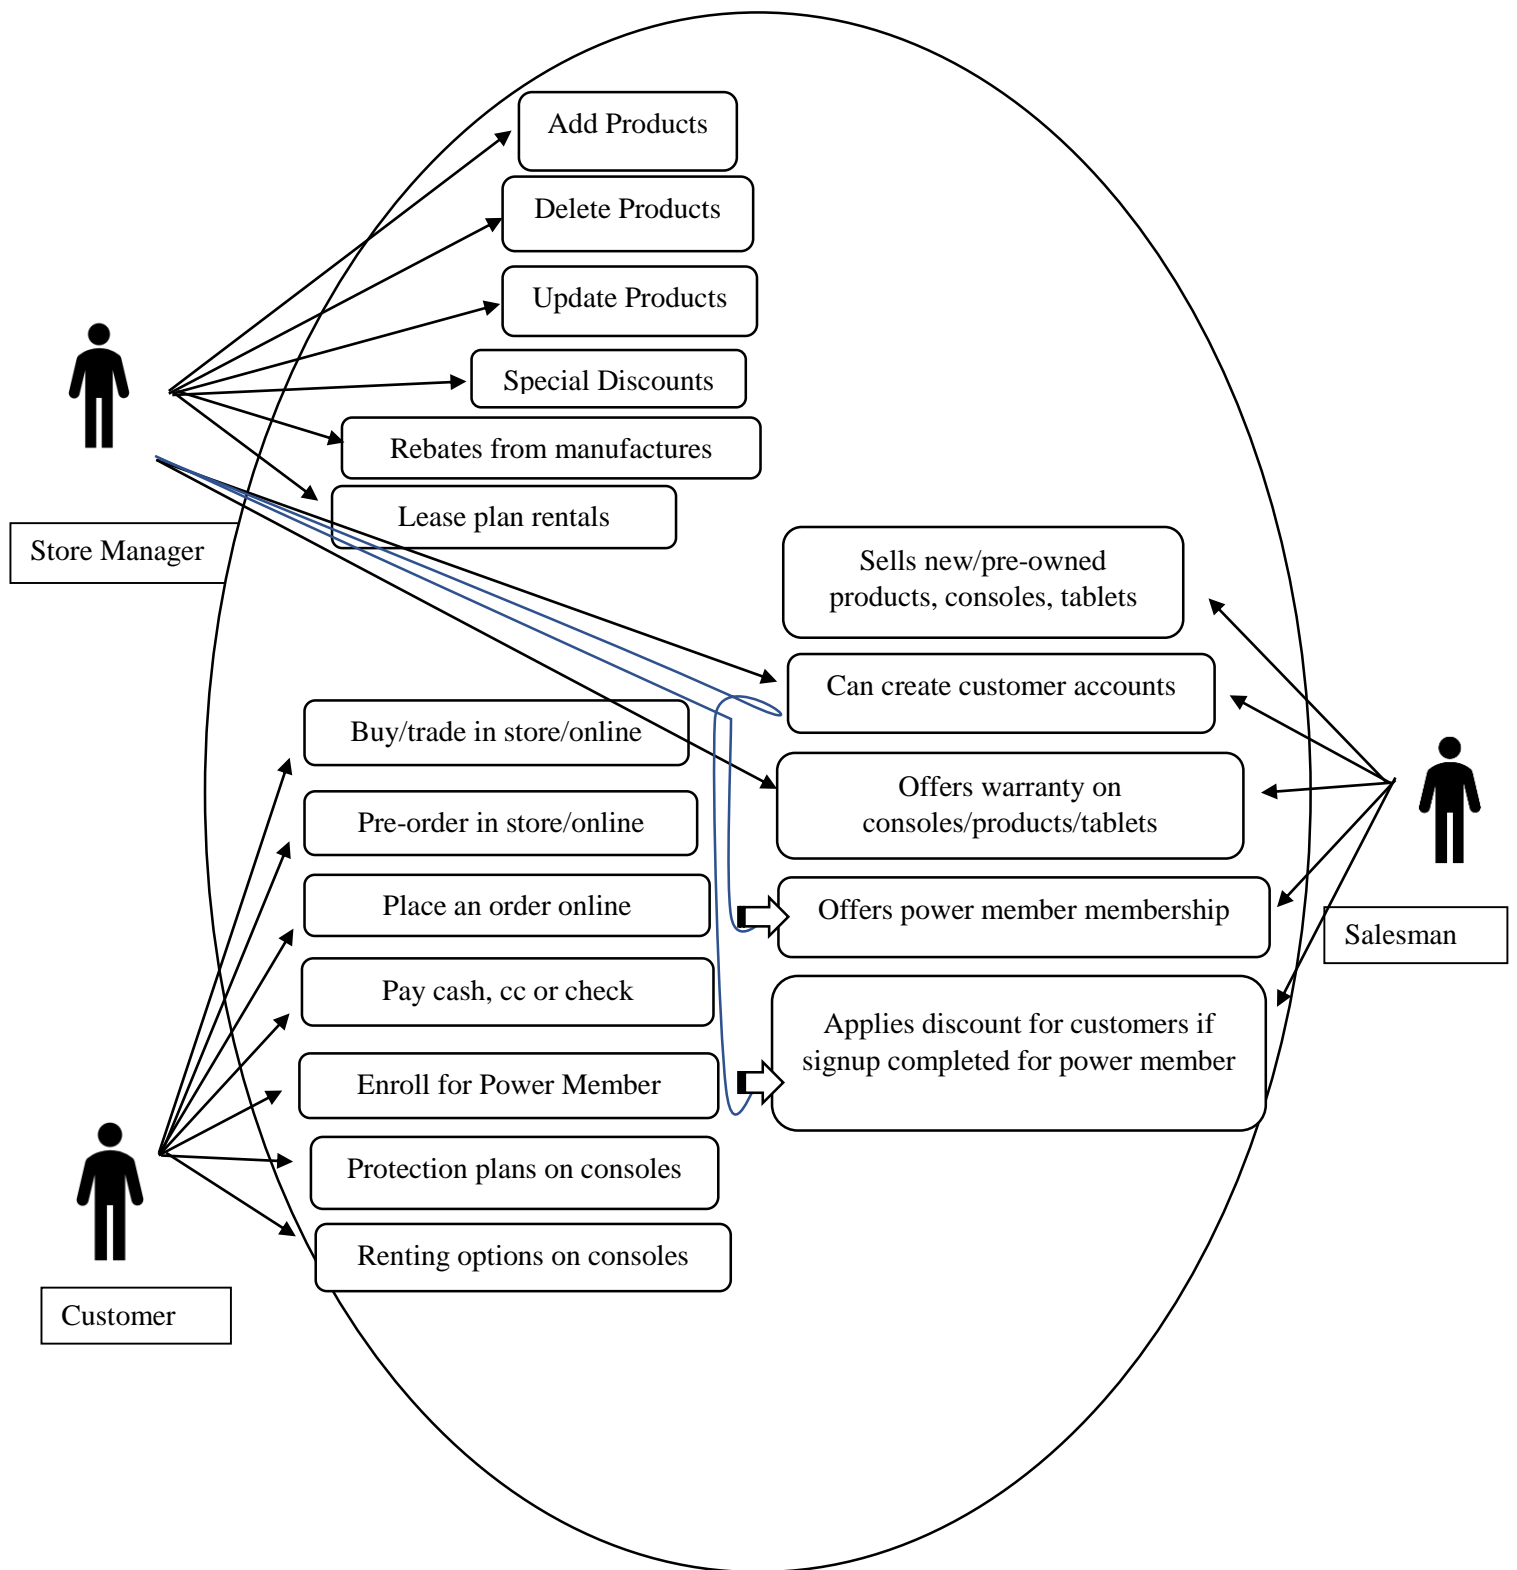 Add Products
Delete Products
Update Products
Special Discounts
Rebates from manufactures
Lease plan rentals
Store Manager
Sells new/pre-owned
products, consoles, tablets
Can create customer accounts
Offers warranty on
consoles/products/tablets
Offers power member membership
Applies discount for customers if
signup completed for power member
Salesman
Buy/trade in store/online
Pre-order in store/online
Place an order online
Pay cash, cc or check
Enroll for Power Member
Protection plans on consoles
Renting options on consoles
Customer